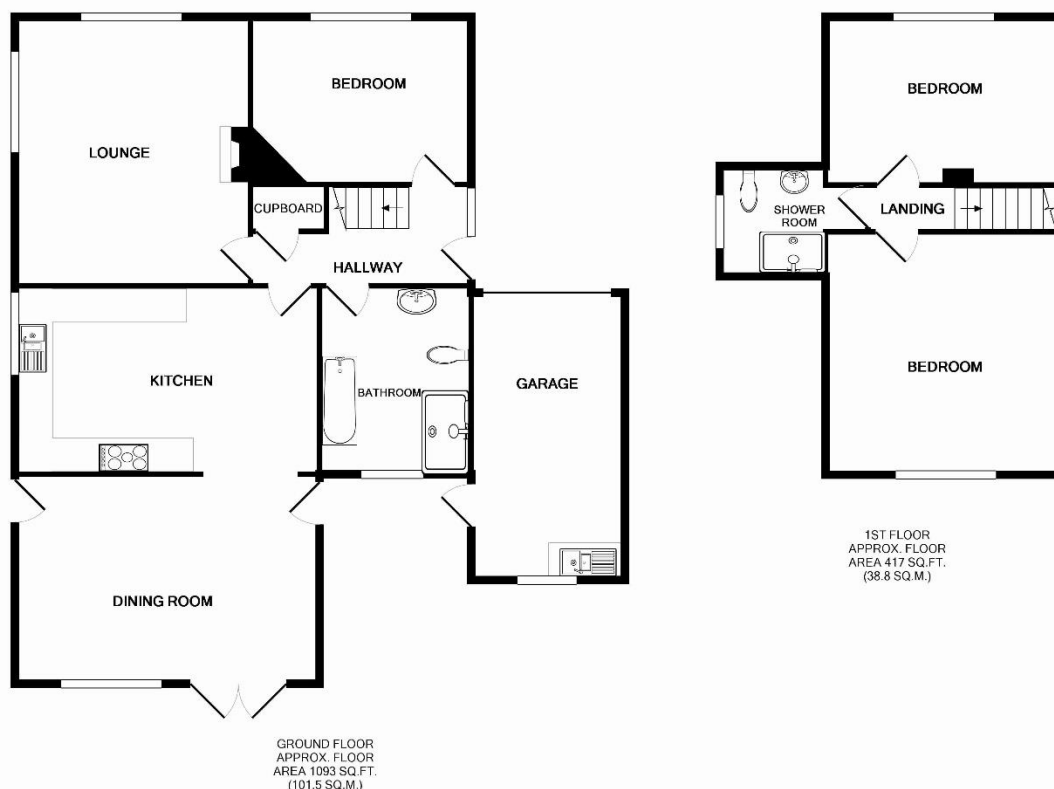 LOUNGE
BEDROOM
CUPBOARD
HALLWAY
KITCHEN
BATHROOM
GARAGE
DINING ROOM
GROUND FLOOR
APPROX. FLOOR
AREA 1093 SQ.FT.
(101.5 SQ.M.)
BEDROOM
SHOWER
ROOM
LANDING
BEDROOM
1ST FLOOR
APPROX. FLOOR
AREA 417 SQ.FT.
(38.8 SQ.M.)